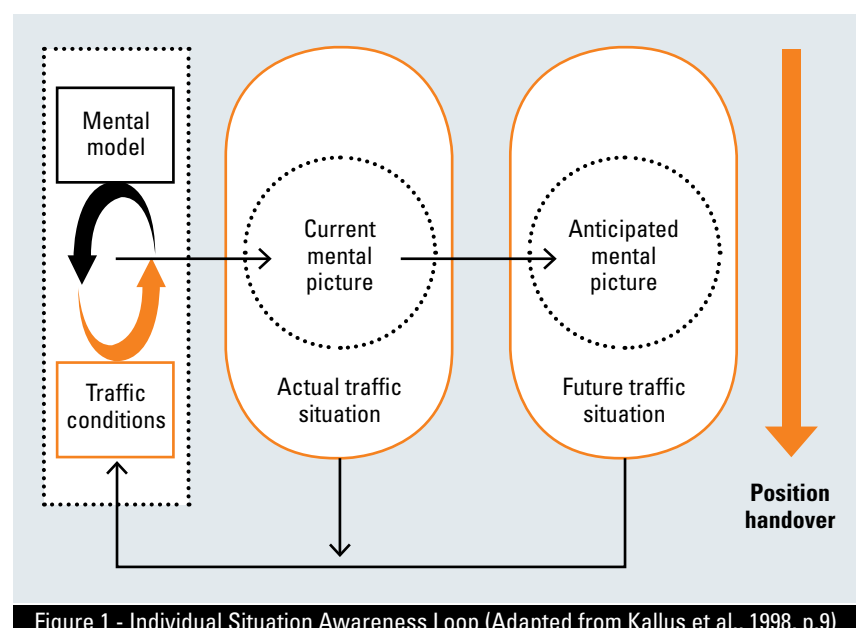 Mental
model
Traffic
conditions
Current
mental
picture
Actual traffic
situation
Anticipated
mental
picture
Future traffic
situation
Position
handover
Figure 1 - Individual Situation Awareness Loop (Adapted from Kallus et al., 1998, p.9)